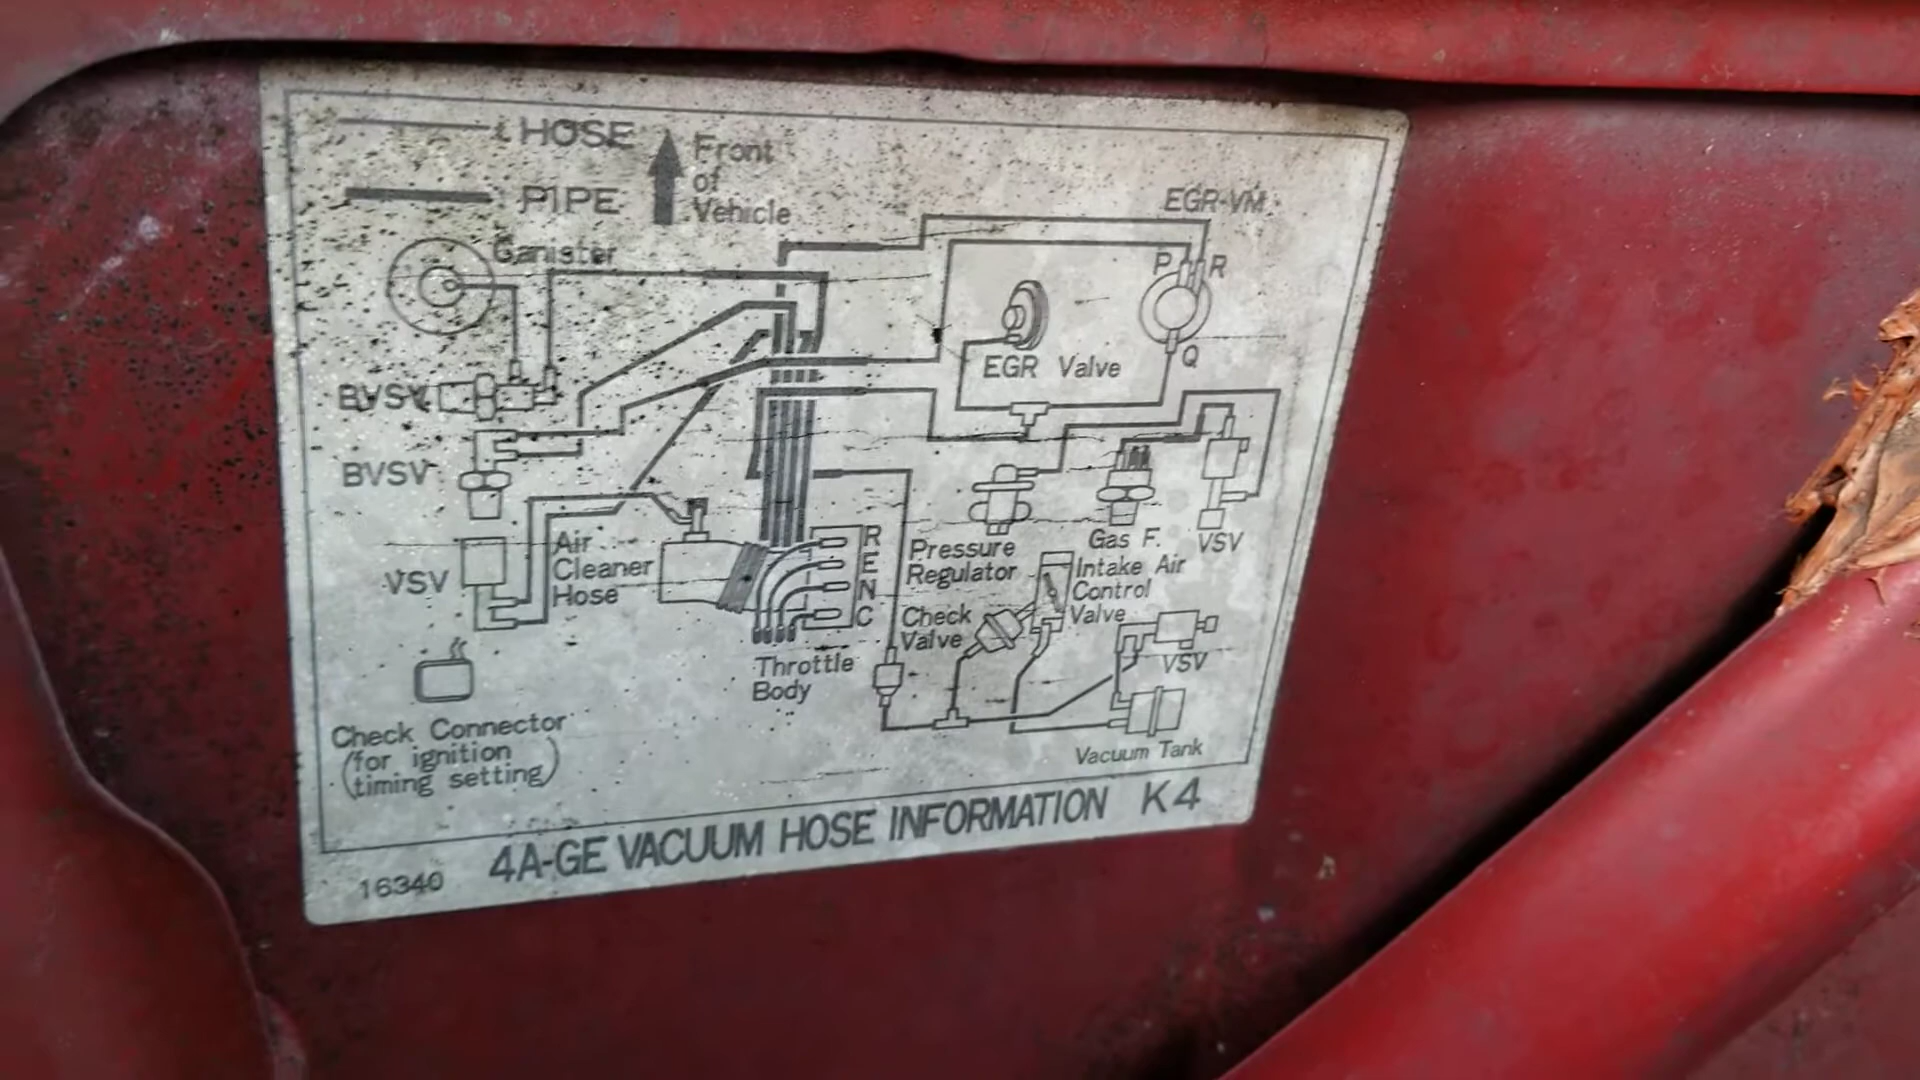 HOSE
PIPE
Front
of
Vehicle
Canister
EGR-VM
P
R
Q
EGR Valve
BVSV
BVSV
VSV
Air
Cleaner
Hose
R
E
N
C
Throttle
Body
Pressure
Regulator
Gas F.
VSV
Intake Air
Control
Valve
Check
Valve
VSV
Vacuum Tank
Check Connector
(for ignition
timing setting)
4A-GE VACUUM HOSE INFORMATION K4
16340